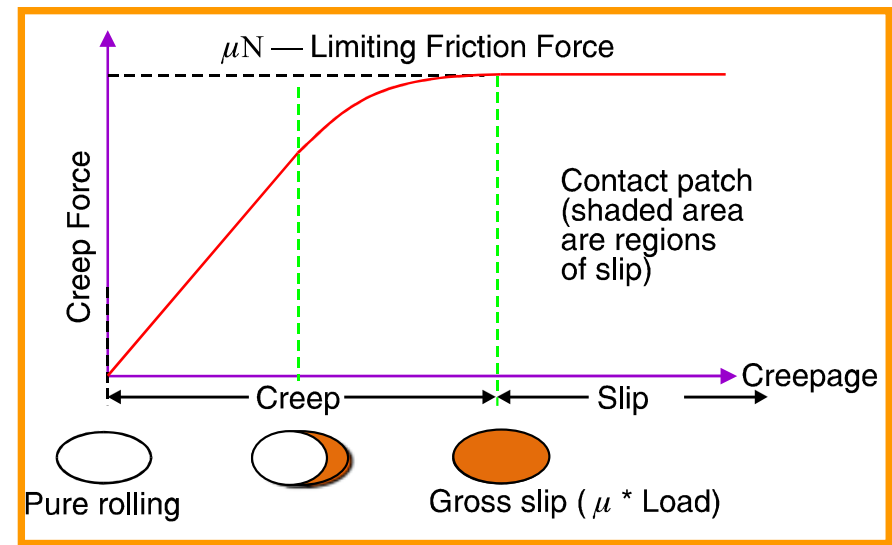 μN — Limiting Friction Force
Creep Force
Contact patch
(shaded area
are regions
of slip)
Creepage
Creep
Slip
Pure rolling
Gross slip ( μ * Load)